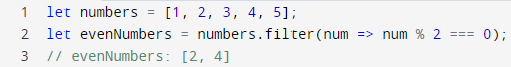 1 let numbers = [1, 2, 3, 4, 5];
2 let evenNumbers = numbers.filter(num => num % 2 === 0);
3 // evenNumbers: [2, 4]